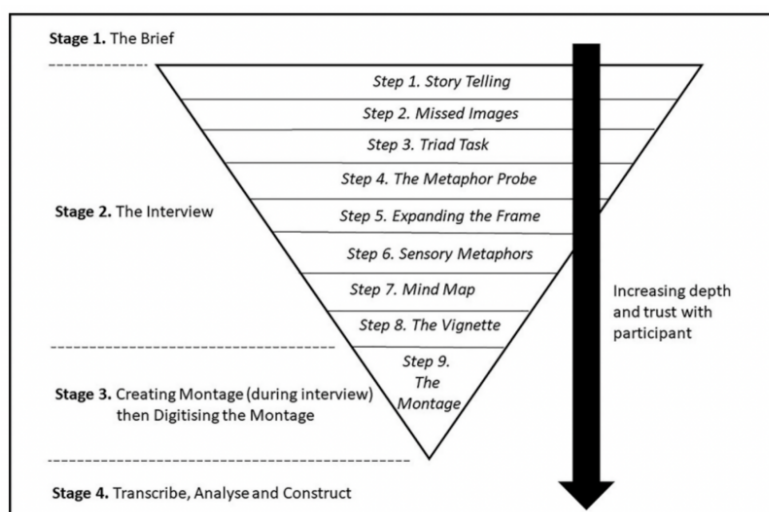 Stage 1. The Brief
Step 1. Story Telling
Step 2. Missed Images
Step 3. Triad Task
Step 4. The Metaphor Probe
Stage 2. The Interview
Step 5. Expanding the Frame
Step 6. Sensory Metaphors
Step 7. Mind Map
Step 8. The Vignette
Increasing depth
and trust with
participant
Step 9.
The
Montage
Stage 3. Creating Montage (during interview)
then Digitising the Montage
Stage 4. Transcribe, Analyse and Construct